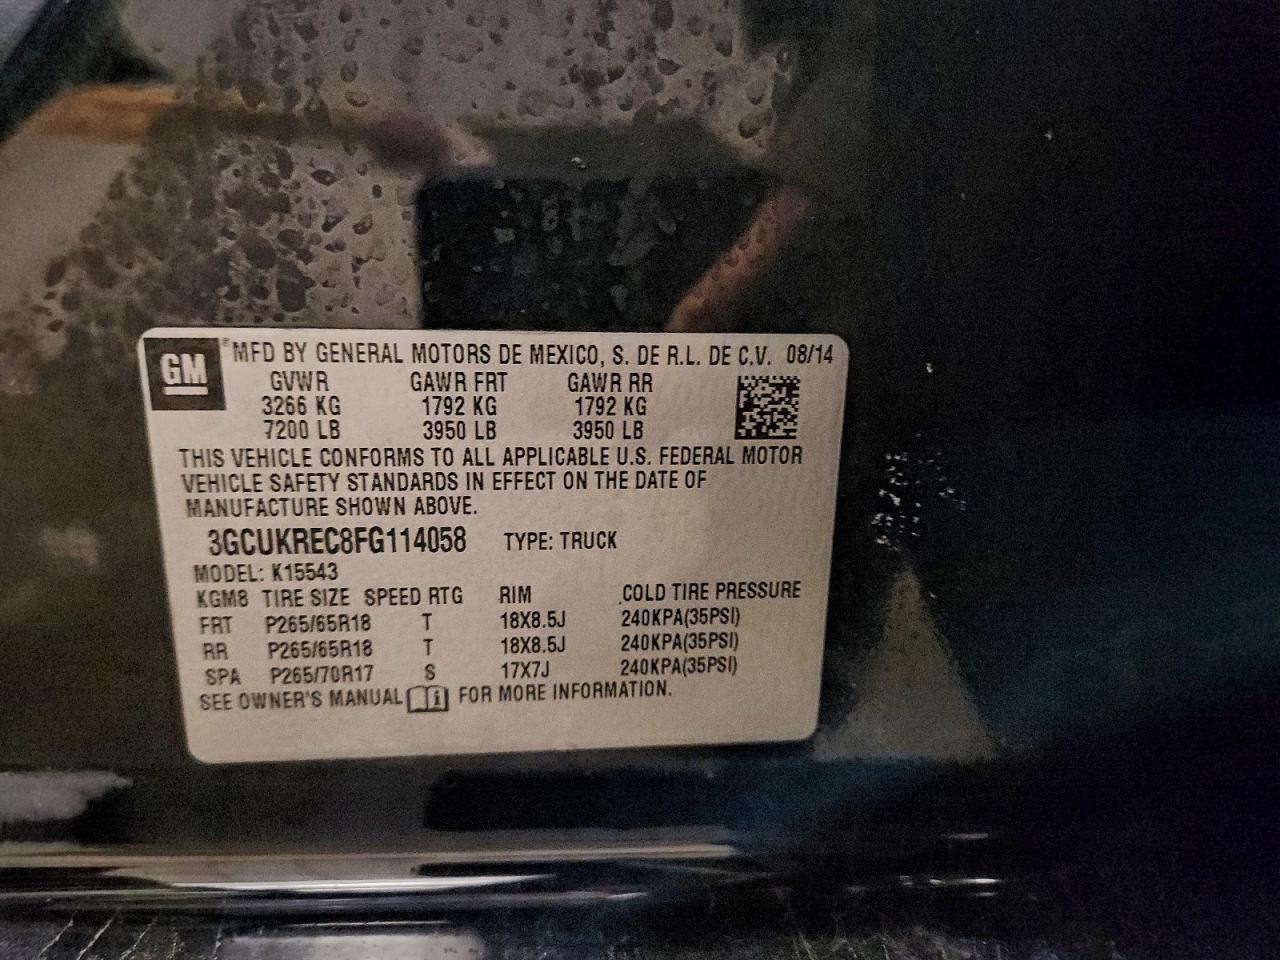 GM ® MFD BY GENERAL MOTORS DE MEXICO, S. DE R.L. DE C.V. 08/14
GVWR GAWR FRT GAWR RR
3266 KG 1792 KG 1792 KG
7200 LB 3950 LB 3950 LB
THIS VEHICLE CONFORMS TO ALL APPLICABLE U.S. FEDERAL MOTOR
VEHICLE SAFETY STANDARDS IN EFFECT ON THE DATE OF
MANUFACTURE SHOWN ABOVE.
3GCUKREC8FG114058 TYPE: TRUCK
MODEL: K15543
KGM8 TIRE SIZE SPEED RTG RIM COLD TIRE PRESSURE
FRT P265/65R18 T 18X8.5J 240KPA(35PSI)
RR P265/65R18 T 18X8.5J 240KPA(35PSI)
SPA P265/70R17 S 17X7J 240KPA(35PSI)
SEE OWNER'S MANUAL i FOR MORE INFORMATION.